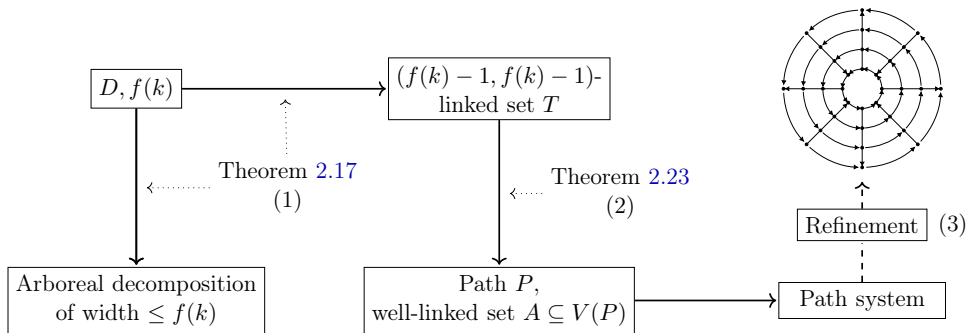 D, f(k)
(f(k) − 1, f(k) − 1)-
linked set T
Theorem 2.17
(1)
Theorem 2.23
(2)
Refinement
(3)
Arboreal decomposition
of width ≤ f(k)
Path P,
well-linked set A ⊆ V(P)
Path system